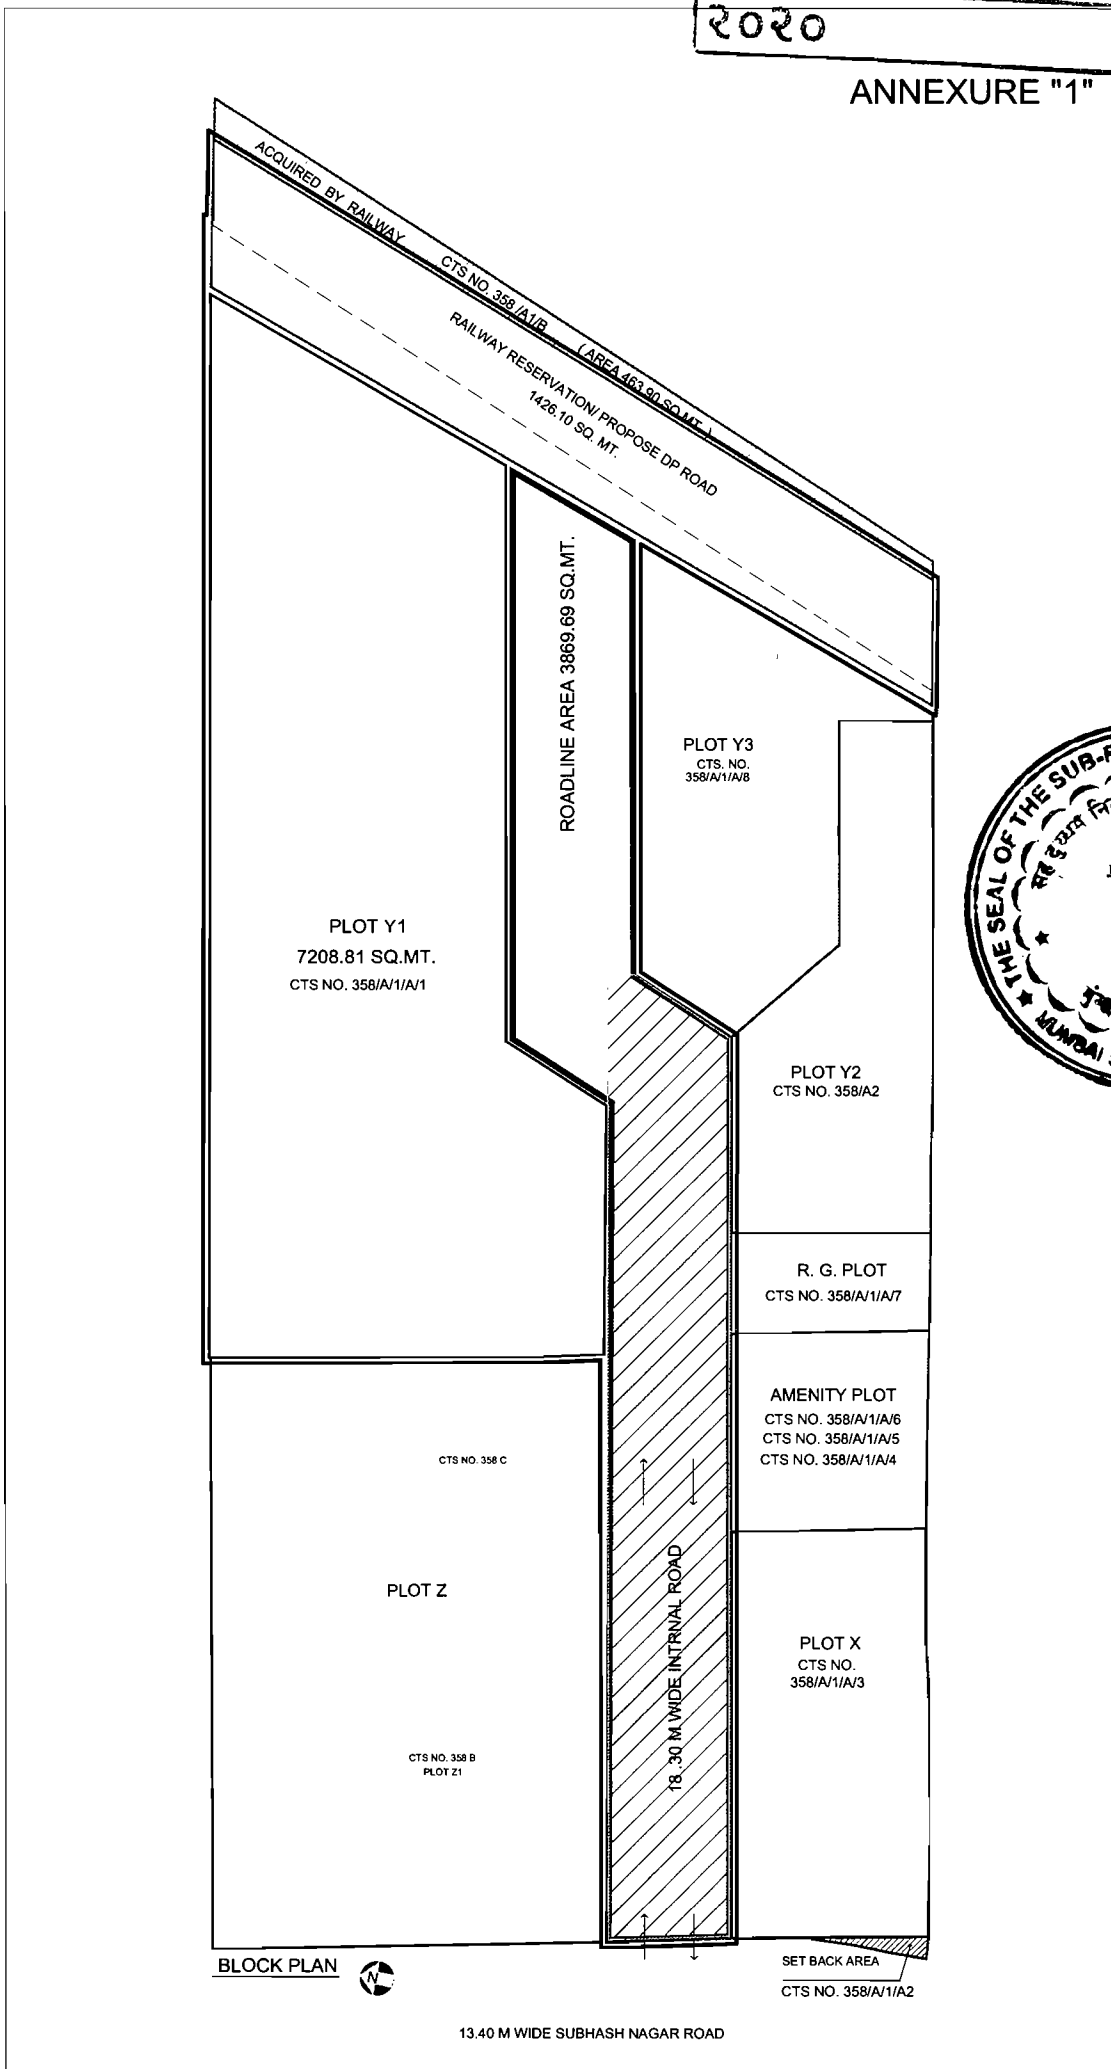 २०२०
ANNEXURE "1"
ACQUIRED BY RAILWAY CTS NO. 358 /A1/B ( AREA 463.90 SQ.MT. )
RAILWAY RESERVATION/ PROPOSE DP ROAD
1426.10 SQ. MT.
ROADLINE AREA 3869.69 SQ.MT.
PLOT Y3
CTS. NO.
358/A/1/A/8
PLOT Y1
7208.81 SQ.MT.
CTS NO. 358/A/1/A/1
THE SEAL OF THE SUB-
सह दुय्यम
MUMBAI
PLOT Y2
CTS NO. 358/A2
R. G. PLOT
CTS NO. 358/A/1/A/7
AMENITY PLOT
CTS NO. 358/A/1/A/6
CTS NO. 358/A/1/A/5
CTS NO. 358/A/1/A/4
CTS NO. 358 C
PLOT Z
18 .30 M WIDE INTRNAL ROAD
PLOT X
CTS NO.
358/A/1/A/3
CTS NO. 358 B
PLOT Z1
BLOCK PLAN
N
SET BACK AREA
CTS NO. 358/A/1/A2
13.40 M WIDE SUBHASH NAGAR ROAD